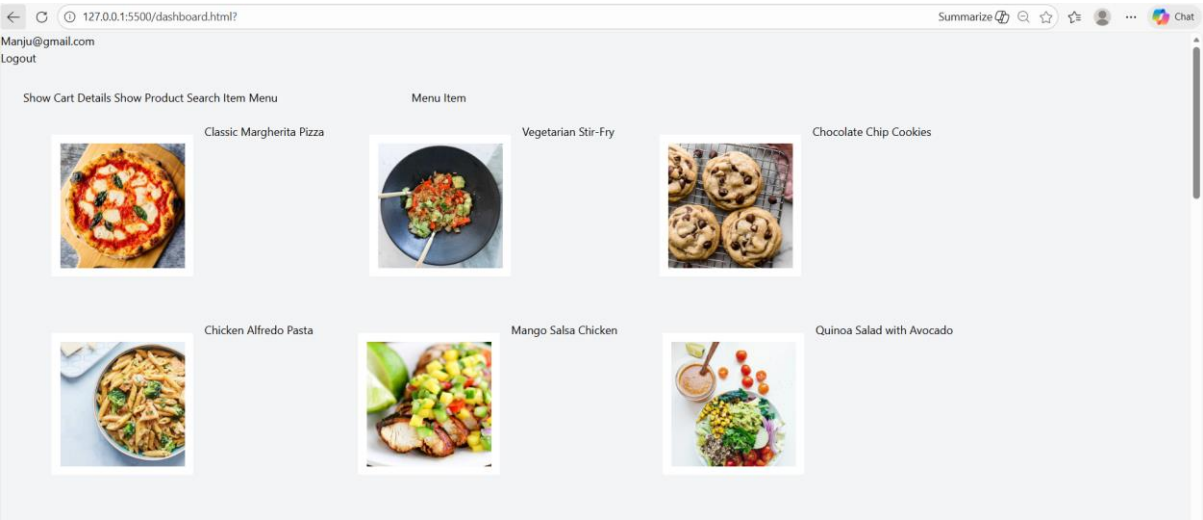 127.0.0.1:5500/dashboard.html?
Summarize
Chat
Manju@gmail.com
Logout
Show Cart Details Show Product Search Item Menu
Menu Item
Classic Margherita Pizza
Vegetarian Stir-Fry
Chocolate Chip Cookies
Chicken Alfredo Pasta
Mango Salsa Chicken
Quinoa Salad with Avocado